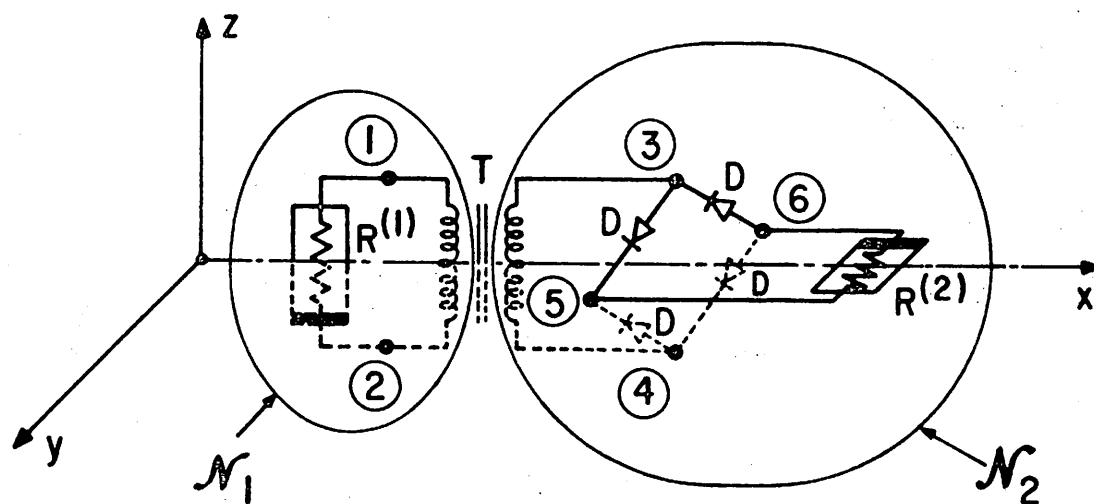 Z
①
③
T
D
⑥
D
R^(1)
D
X
R^(2)
⑤
D
②
④
y
𝒩₁
𝒩₂